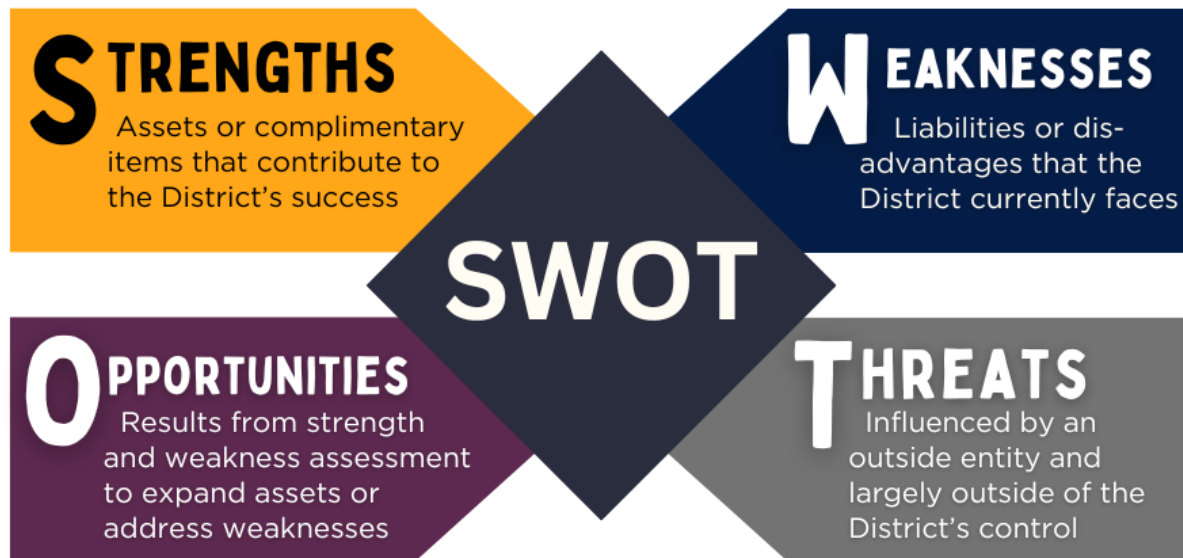 STRENGTHS
Assets or complimentary
items that contribute to
the District's success
WEAKNESSES
Liabilities or dis-
advantages that the
District currently faces
SWOT
OPPORTUNITIES
Results from strength
and weakness assessment
to expand assets or
address weaknesses
THREATS
Influenced by an
outside entity and
largely outside of the
District's control